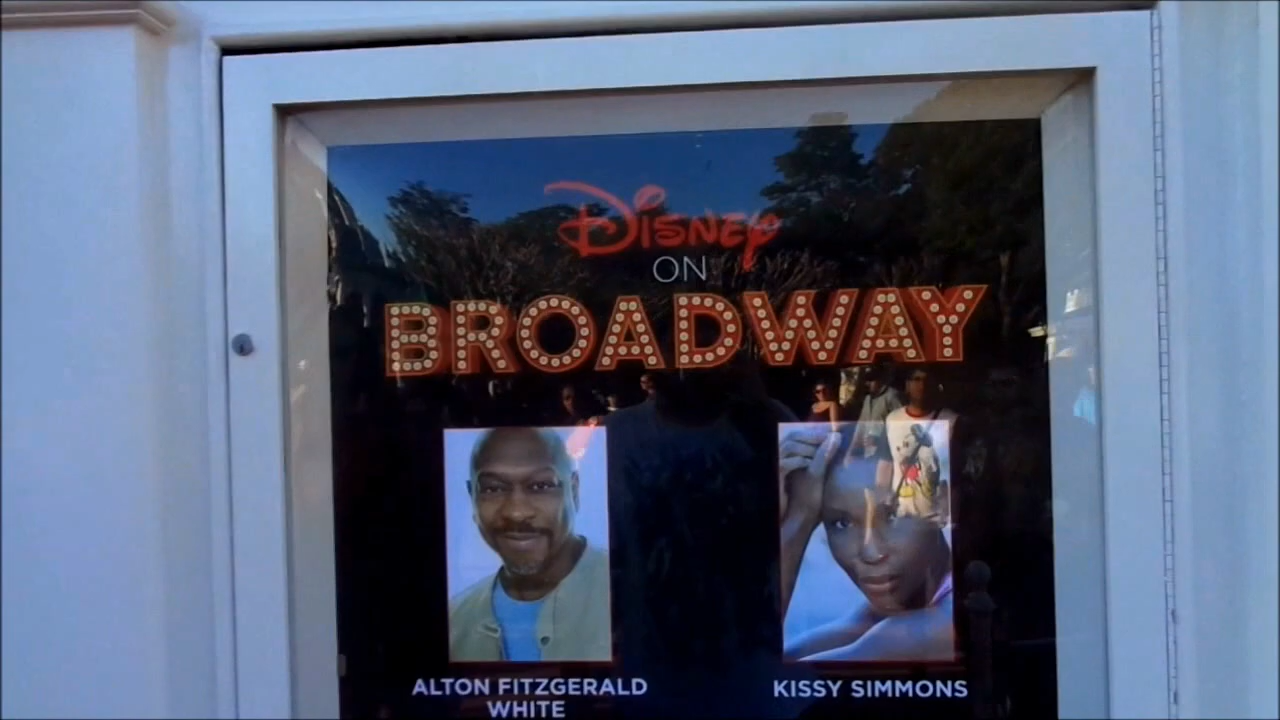 Disney
ON
BROADWAY
ALTON FITZGERALD
WHITE
KISSY SIMMONS